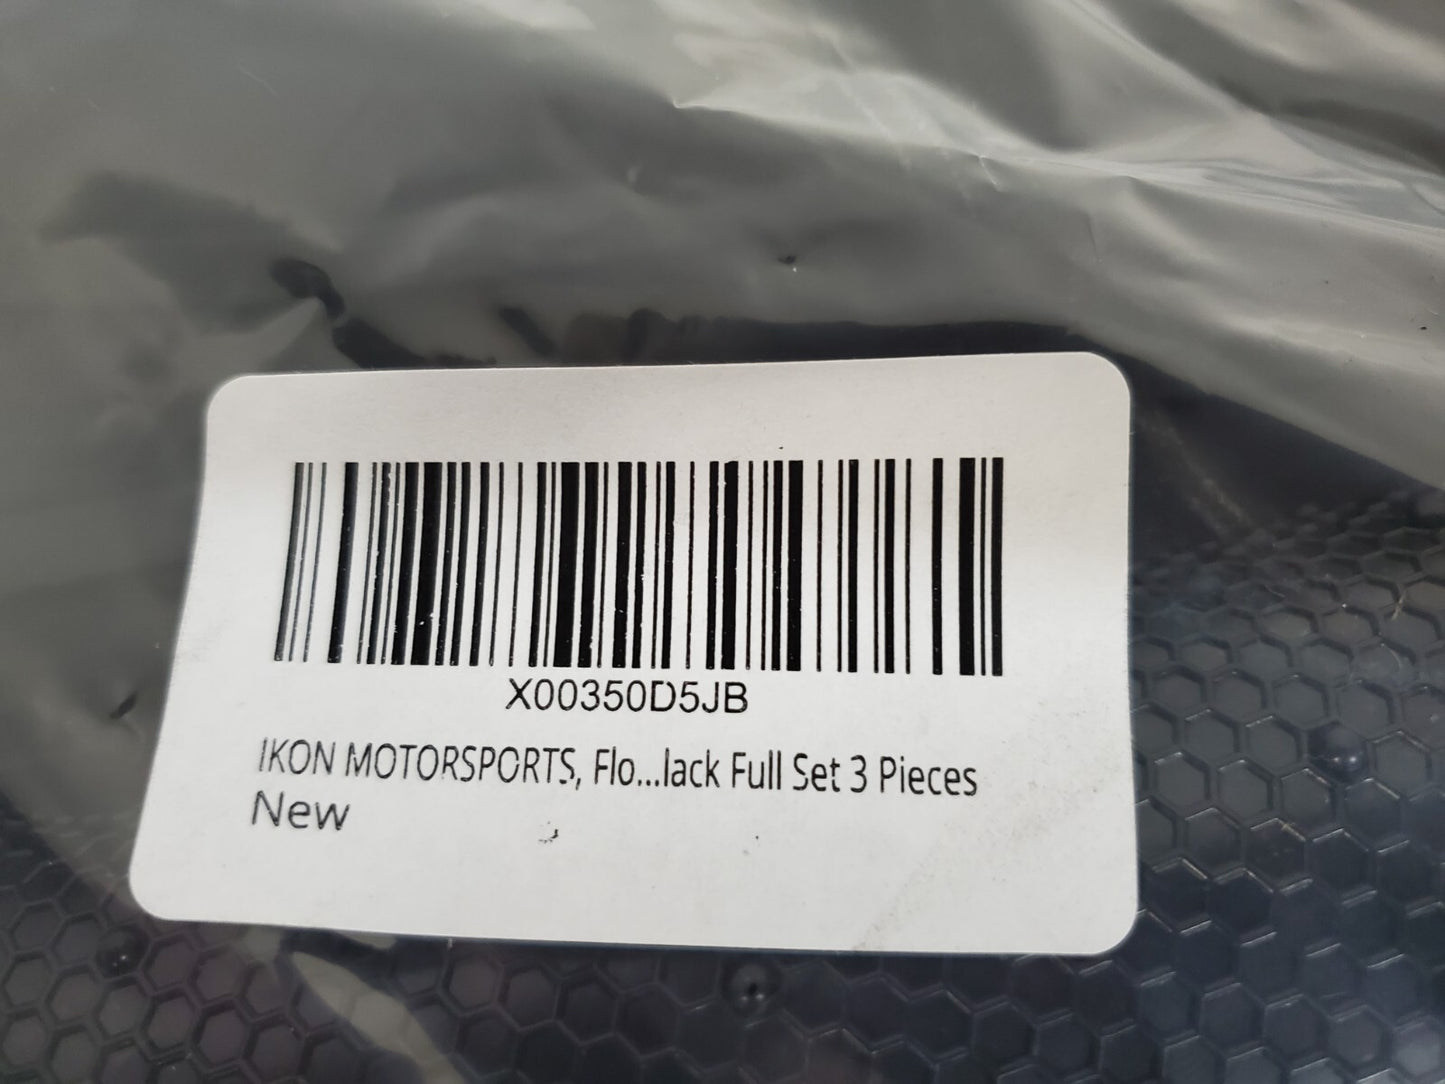 X00350D5JB
IKON MOTORSPORTS, Flo...lack Full Set 3 Pieces
New